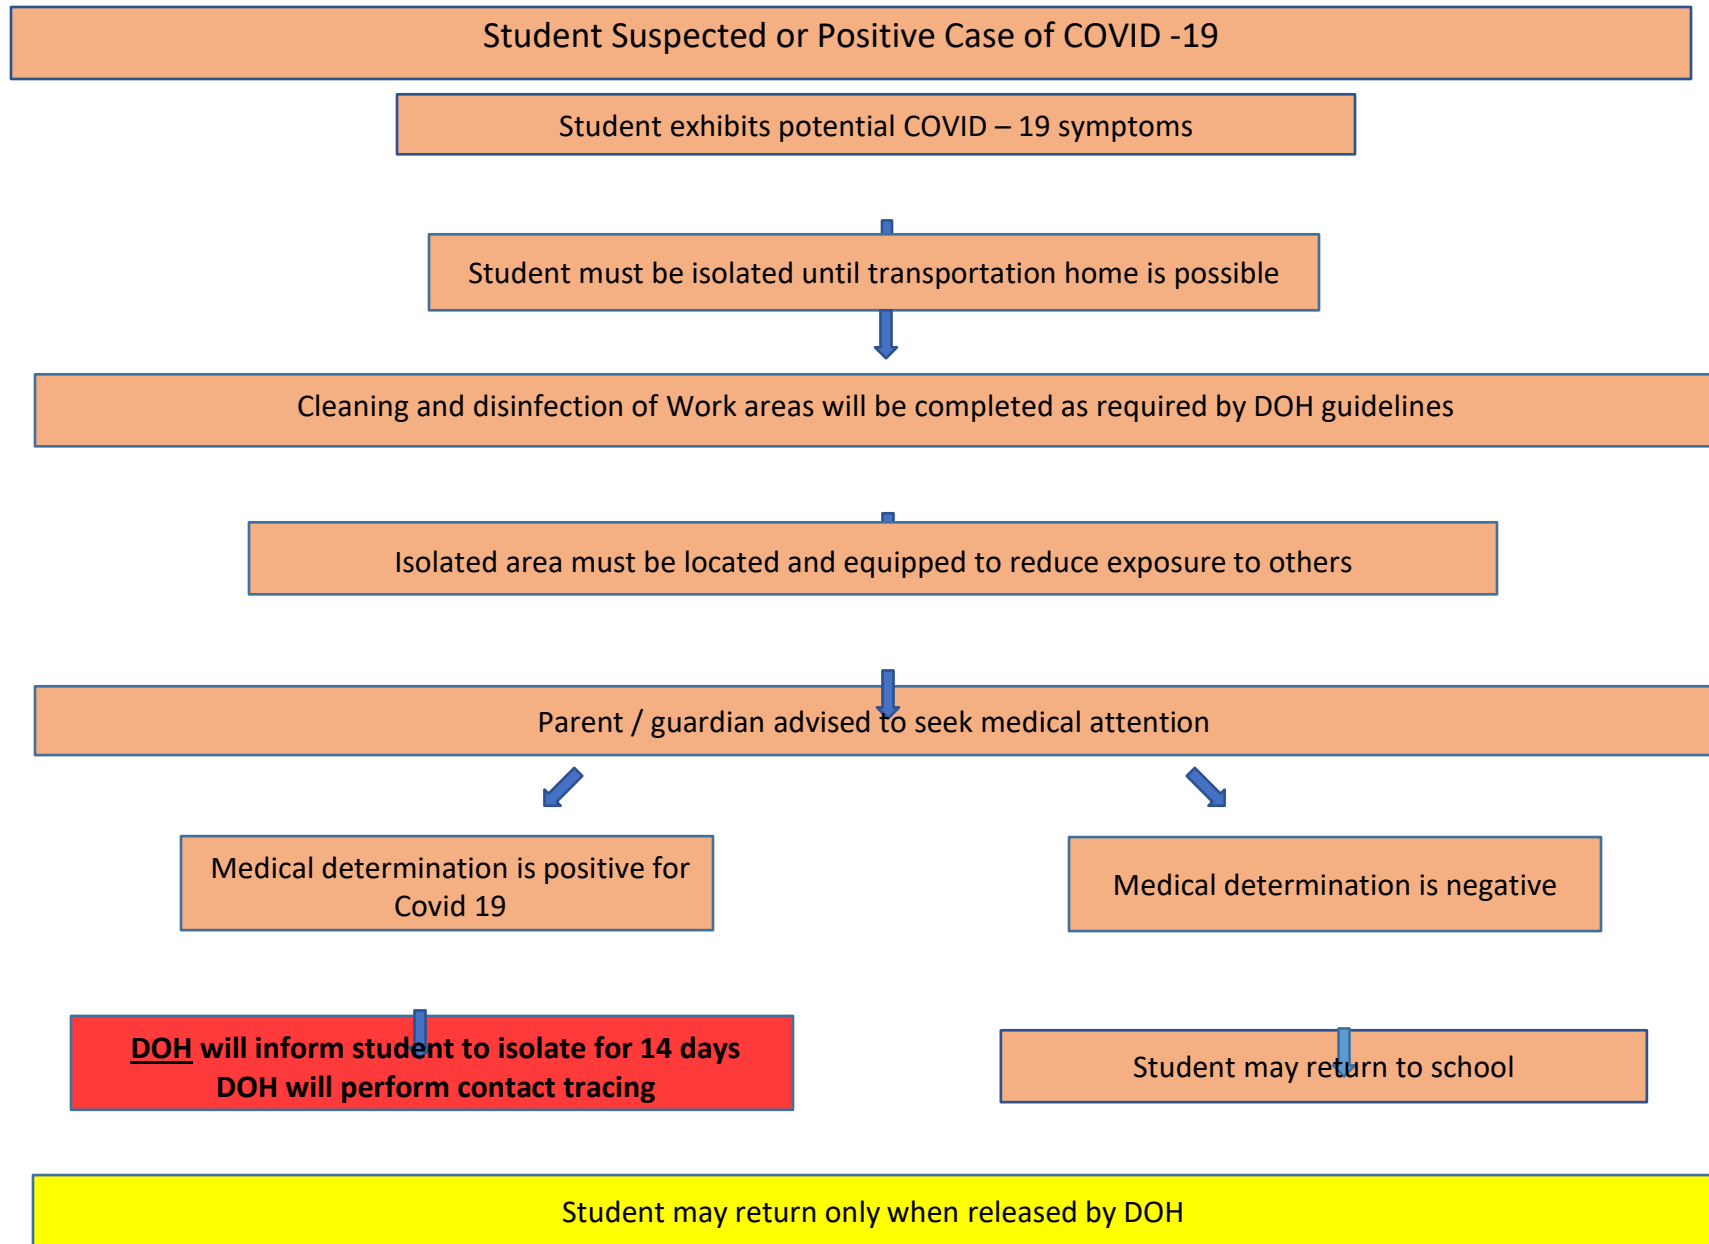 Student Suspected or Positive Case of COVID -19
Student exhibits potential COVID – 19 symptoms
Student must be isolated until transportation home is possible
Cleaning and disinfection of Work areas will be completed as required by DOH guidelines
Isolated area must be located and equipped to reduce exposure to others
Parent / guardian advised to seek medical attention
Medical determination is positive for
Covid 19
Medical determination is negative
DOH will inform student to isolate for 14 days
DOH will perform contact tracing
Student may return to school
Student may return only when released by DOH